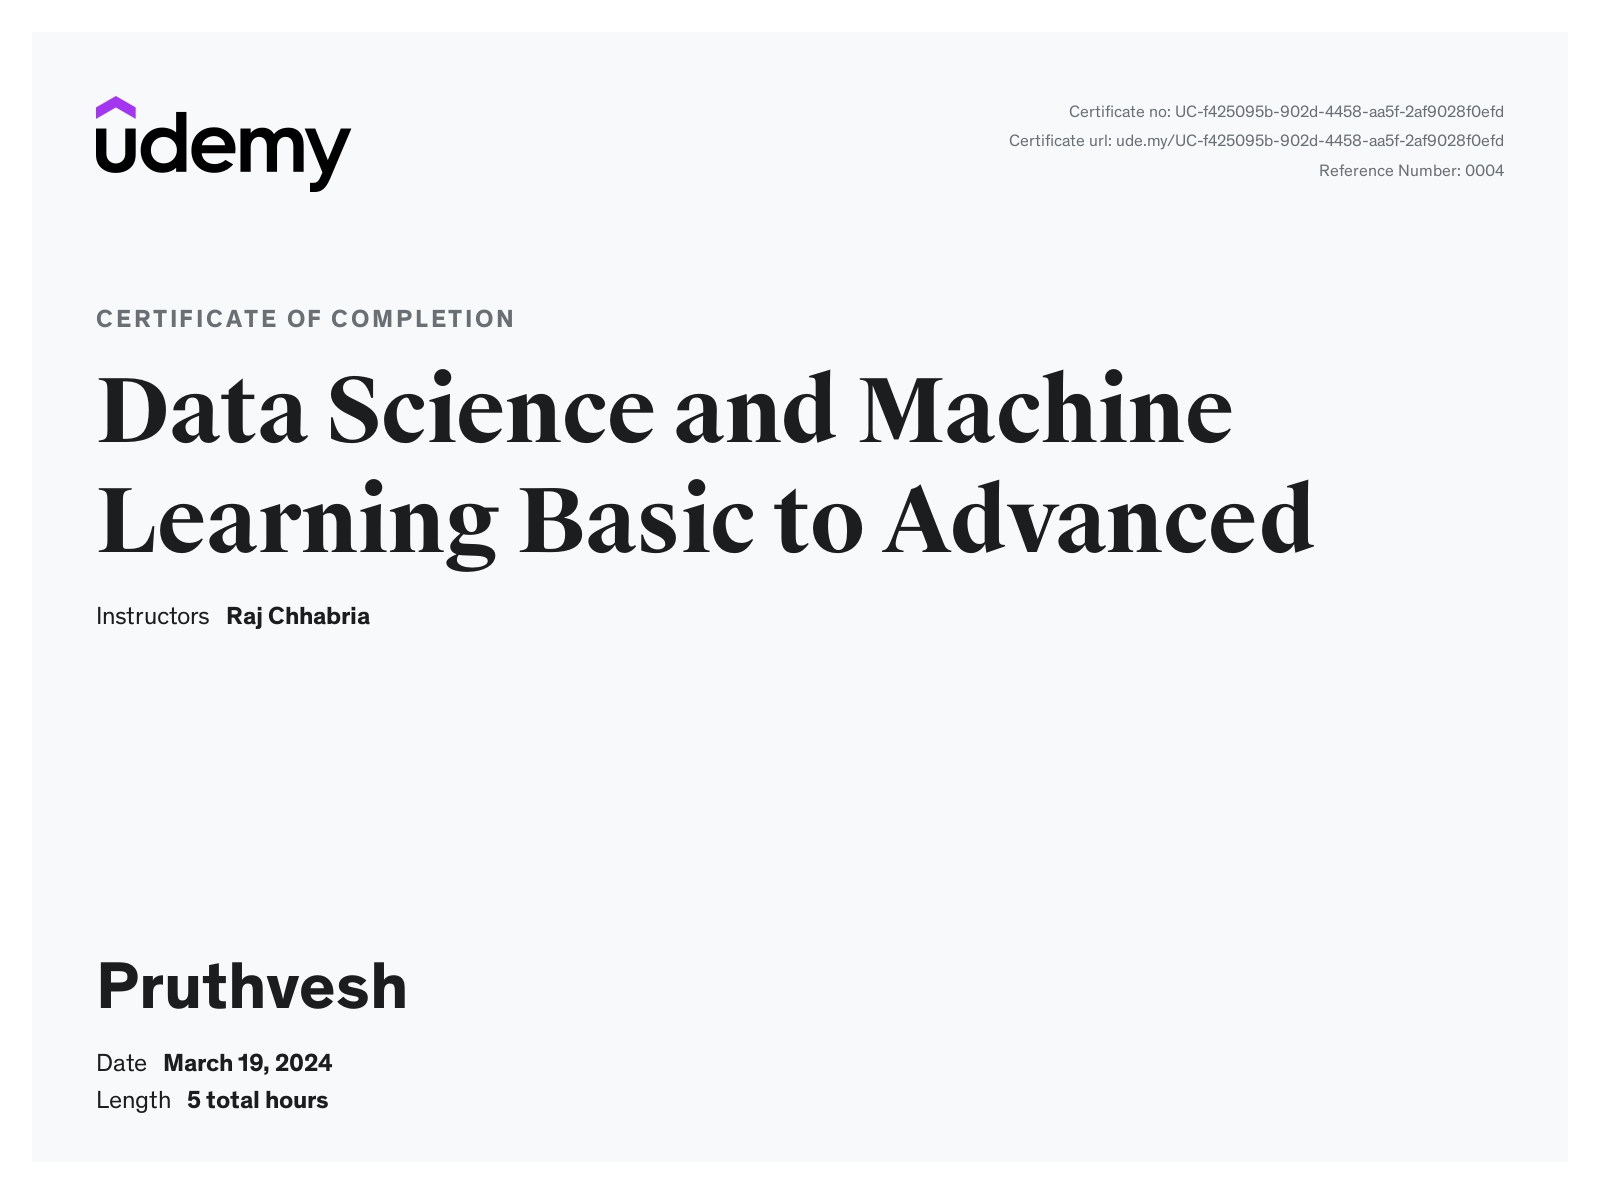 udemy
Certificate no: UC-f425095b-902d-4458-aa5f-2af9028f0efd
Certificate url: ude.my/UC-f425095b-902d-4458-aa5f-2af9028f0efd
Reference Number: 0004
CERTIFICATE OF COMPLETION
Data Science and Machine
Learning Basic to Advanced
Instructors Raj Chhabria
Pruthvesh
Date March 19, 2024
Length 5 total hours